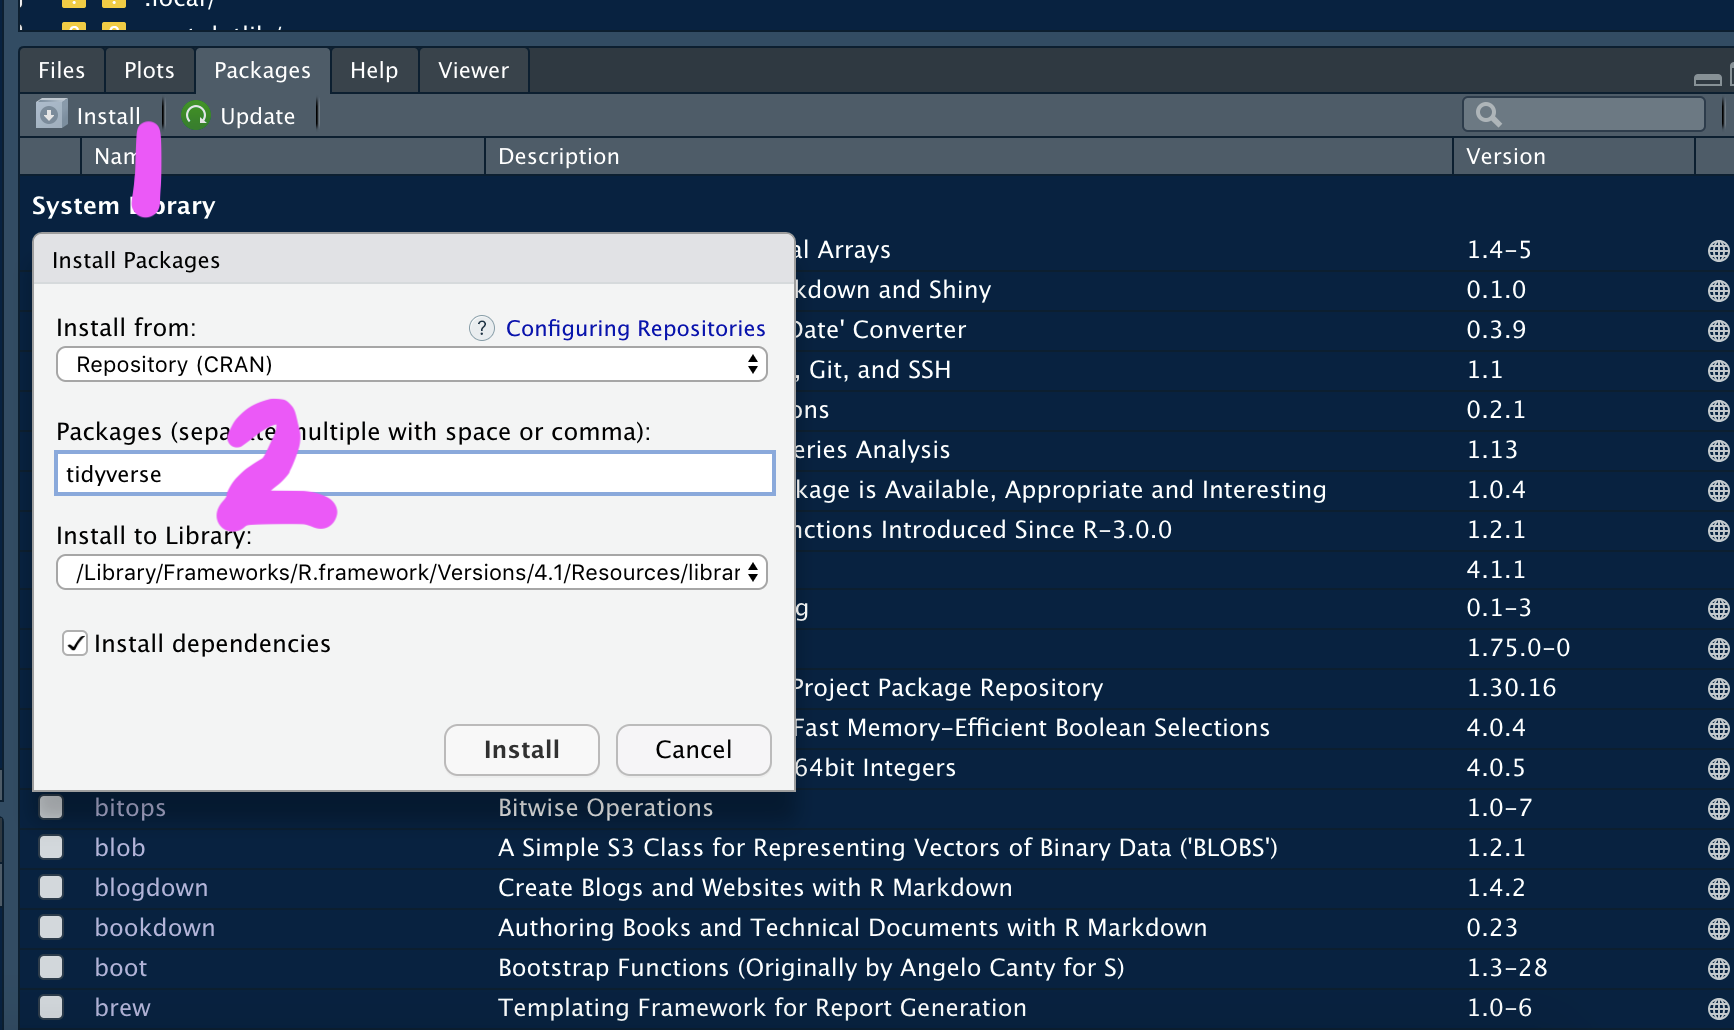 .local/
Files Plots Packages Help Viewer
Install Update
Name Description Version
System Library
1
Install Packages
Install from: ? Configuring Repositories
Repository (CRAN)
Packages (separate multiple with space or comma):
tidyverse
2
Install to Library:
/Library/Frameworks/R.framework/Versions/4.1/Resources/librar
Install dependencies
Install Cancel
al Arrays 1.4-5
kdown and Shiny 0.1.0
Date' Converter 0.3.9
, Git, and SSH 1.1
ons 0.2.1
eries Analysis 1.13
kage is Available, Appropriate and Interesting 1.0.4
nctions Introduced Since R-3.0.0 1.2.1
4.1.1
g 0.1-3
1.75.0-0
Project Package Repository 1.30.16
Fast Memory-Efficient Boolean Selections 4.0.4
64bit Integers 4.0.5
bitops Bitwise Operations 1.0-7
blob A Simple S3 Class for Representing Vectors of Binary Data ('BLOBS') 1.2.1
blogdown Create Blogs and Websites with R Markdown 1.4.2
bookdown Authoring Books and Technical Documents with R Markdown 0.23
boot Bootstrap Functions (Originally by Angelo Canty for S) 1.3-28
brew Templating Framework for Report Generation 1.0-6